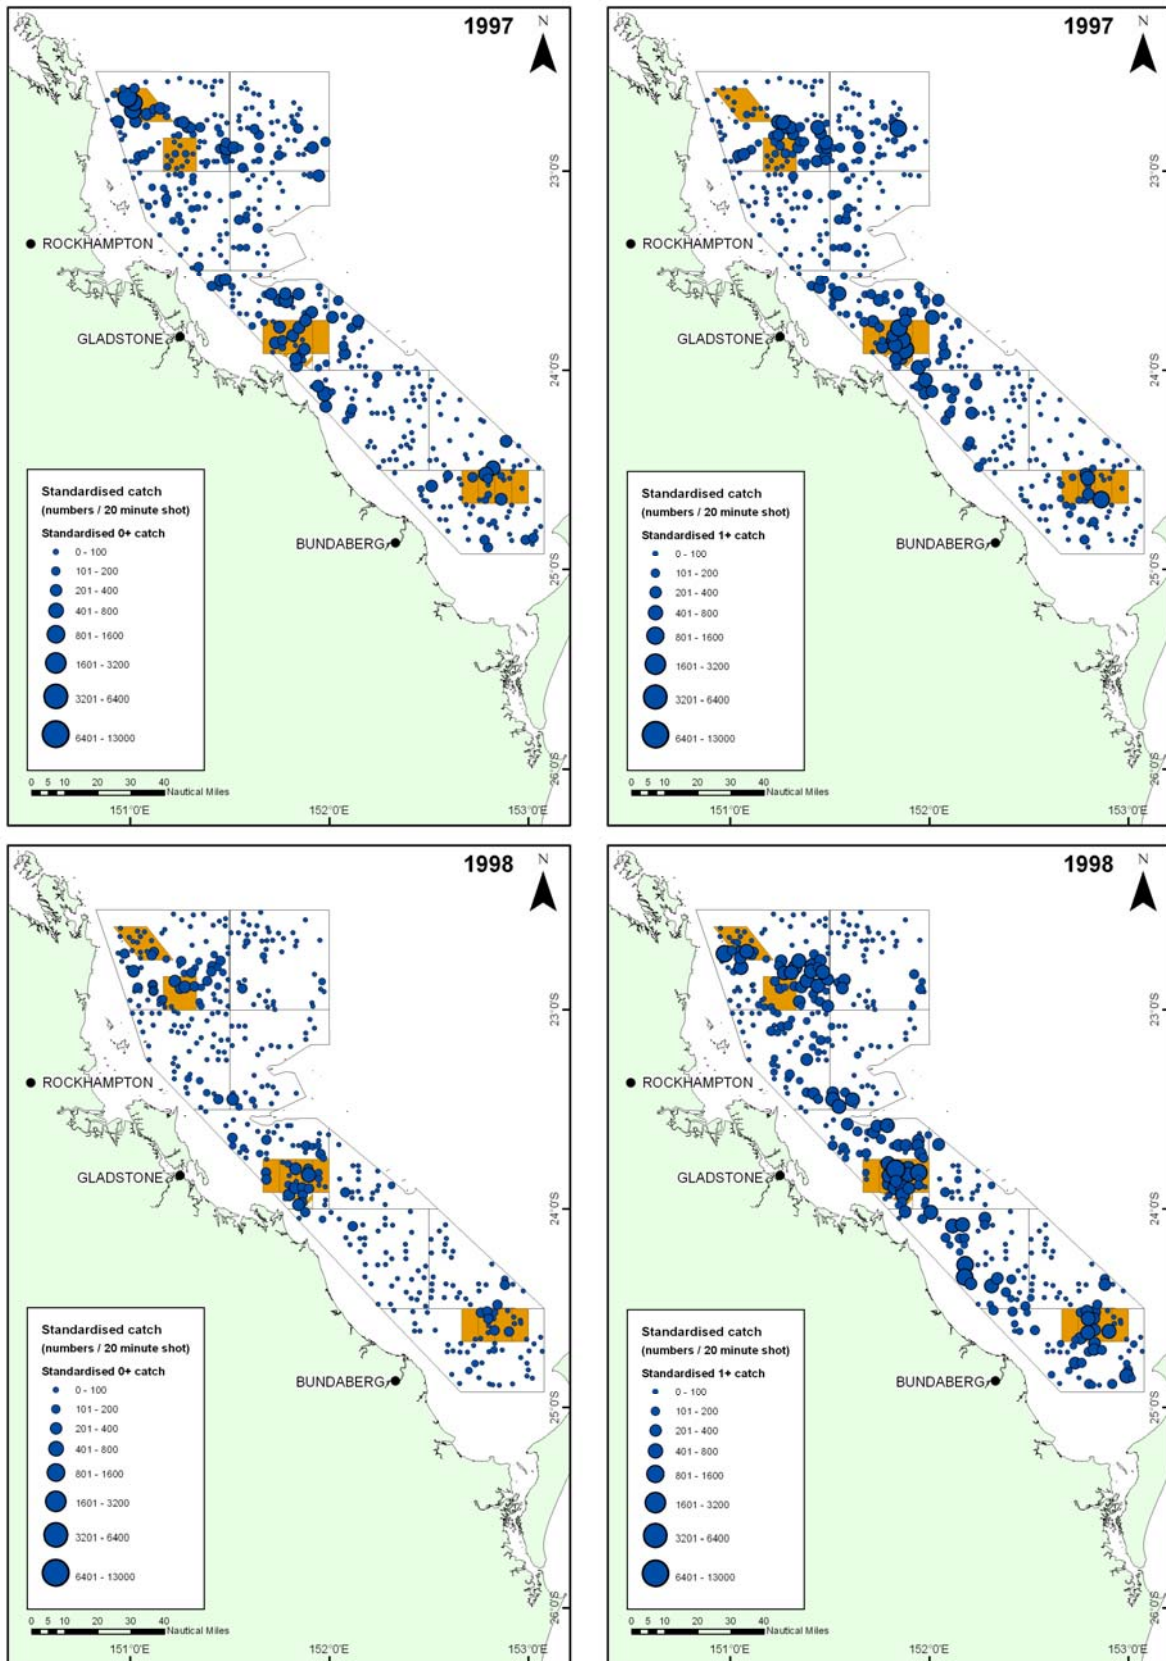 1997
N
23°0'S
ROCKHAMPTON
GLADSTONE
24°0'S
BUNDABERG
25°0'S
26°0'S
Standardised catch
(numbers / 20 minute shot)
Standardised 0+ catch
0 - 100
101 - 200
201 - 400
401 - 800
801 - 1600
1601 - 3200
3201 - 6400
6401 - 13000
0 5 10 20 30 40
Nautical Miles
151°0'E 152°0'E 153°0'E
1997
N
23°0'S
ROCKHAMPTON
GLADSTONE
24°0'S
BUNDABERG
25°0'S
26°0'S
Standardised catch
(numbers / 20 minute shot)
Standardised 1+ catch
0 - 100
101 - 200
201 - 400
401 - 800
801 - 1600
1601 - 3200
3201 - 6400
6401 - 13000
0 5 10 20 30 40
Nautical Miles
151°0'E 152°0'E 153°0'E
1998
N
23°0'S
ROCKHAMPTON
GLADSTONE
24°0'S
BUNDABERG
25°0'S
26°0'S
Standardised catch
(numbers / 20 minute shot)
Standardised 0+ catch
0 - 100
101 - 200
201 - 400
401 - 800
801 - 1600
1601 - 3200
3201 - 6400
6401 - 13000
0 5 10 20 30 40
Nautical Miles
151°0'E 152°0'E 153°0'E
1998
N
23°0'S
ROCKHAMPTON
GLADSTONE
24°0'S
BUNDABERG
25°0'S
26°0'S
Standardised catch
(numbers / 20 minute shot)
Standardised 1+ catch
0 - 100
101 - 200
201 - 400
401 - 800
801 - 1600
1601 - 3200
3201 - 6400
6401 - 13000
0 5 10 20 30 40
Nautical Miles
151°0'E 152°0'E 153°0'E